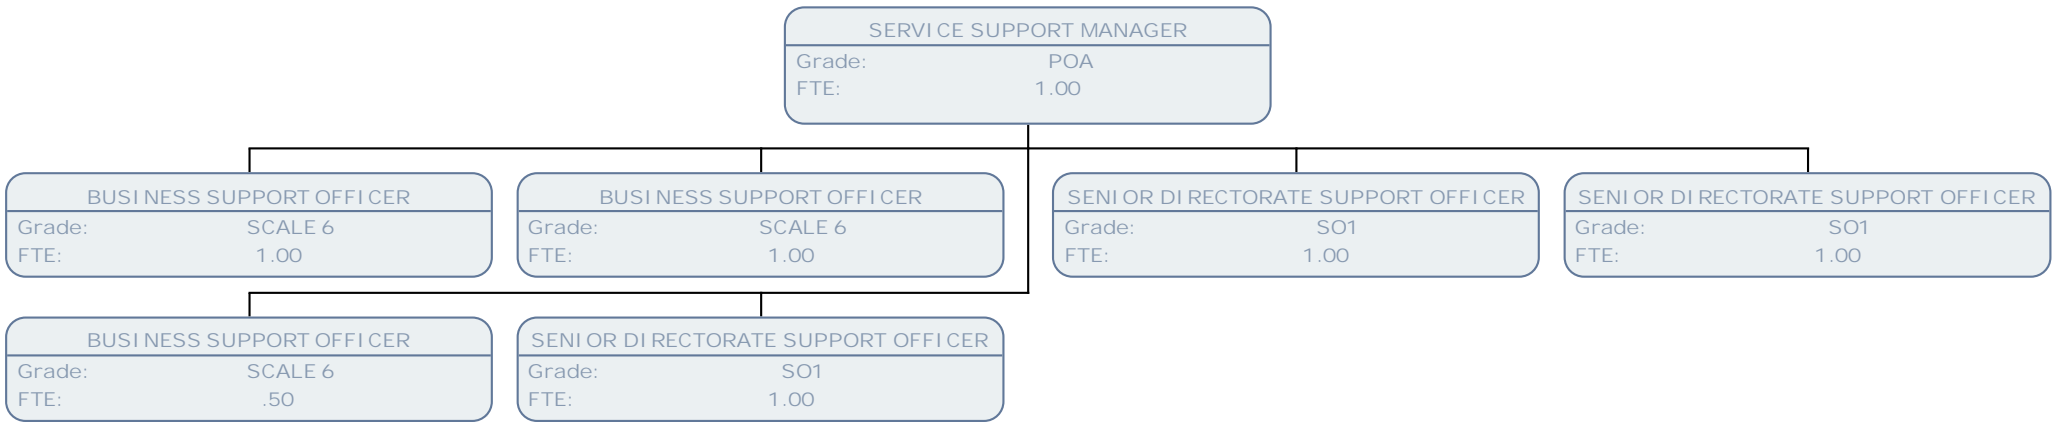 SERVICE SUPPORT MANAGER
Grade: POA
FTE: 1.00
BUSINESS SUPPORT OFFICER
Grade: SCALE 6
FTE: 1.00
BUSINESS SUPPORT OFFICER
Grade: SCALE 6
FTE: 1.00
SENIOR DIRECTORATE SUPPORT OFFICER
Grade: SO1
FTE: 1.00
SENIOR DIRECTORATE SUPPORT OFFICER
Grade: SO1
FTE: 1.00
BUSINESS SUPPORT OFFICER
Grade: SCALE 6
FTE: .50
SENIOR DIRECTORATE SUPPORT OFFICER
Grade: SO1
FTE: 1.00